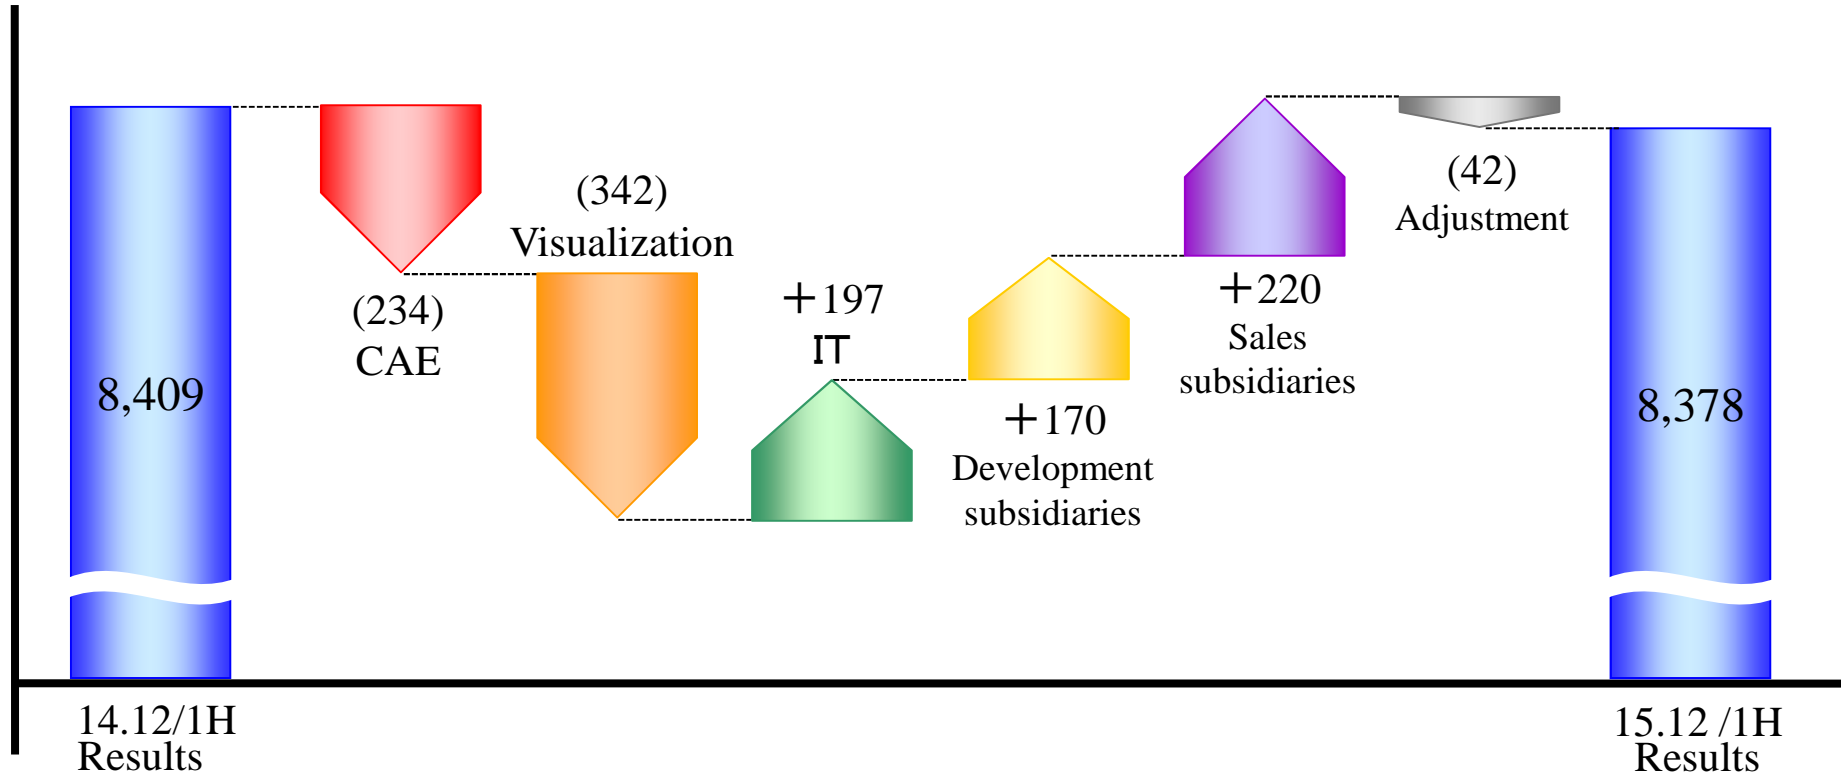 8,409
(234)
CAE
(342)
Visualization
+197
IT
+170
Development
subsidiaries
+220
Sales
subsidiaries
(42)
Adjustment
8,378
14.12/1H
Results
15.12 /1H
Results